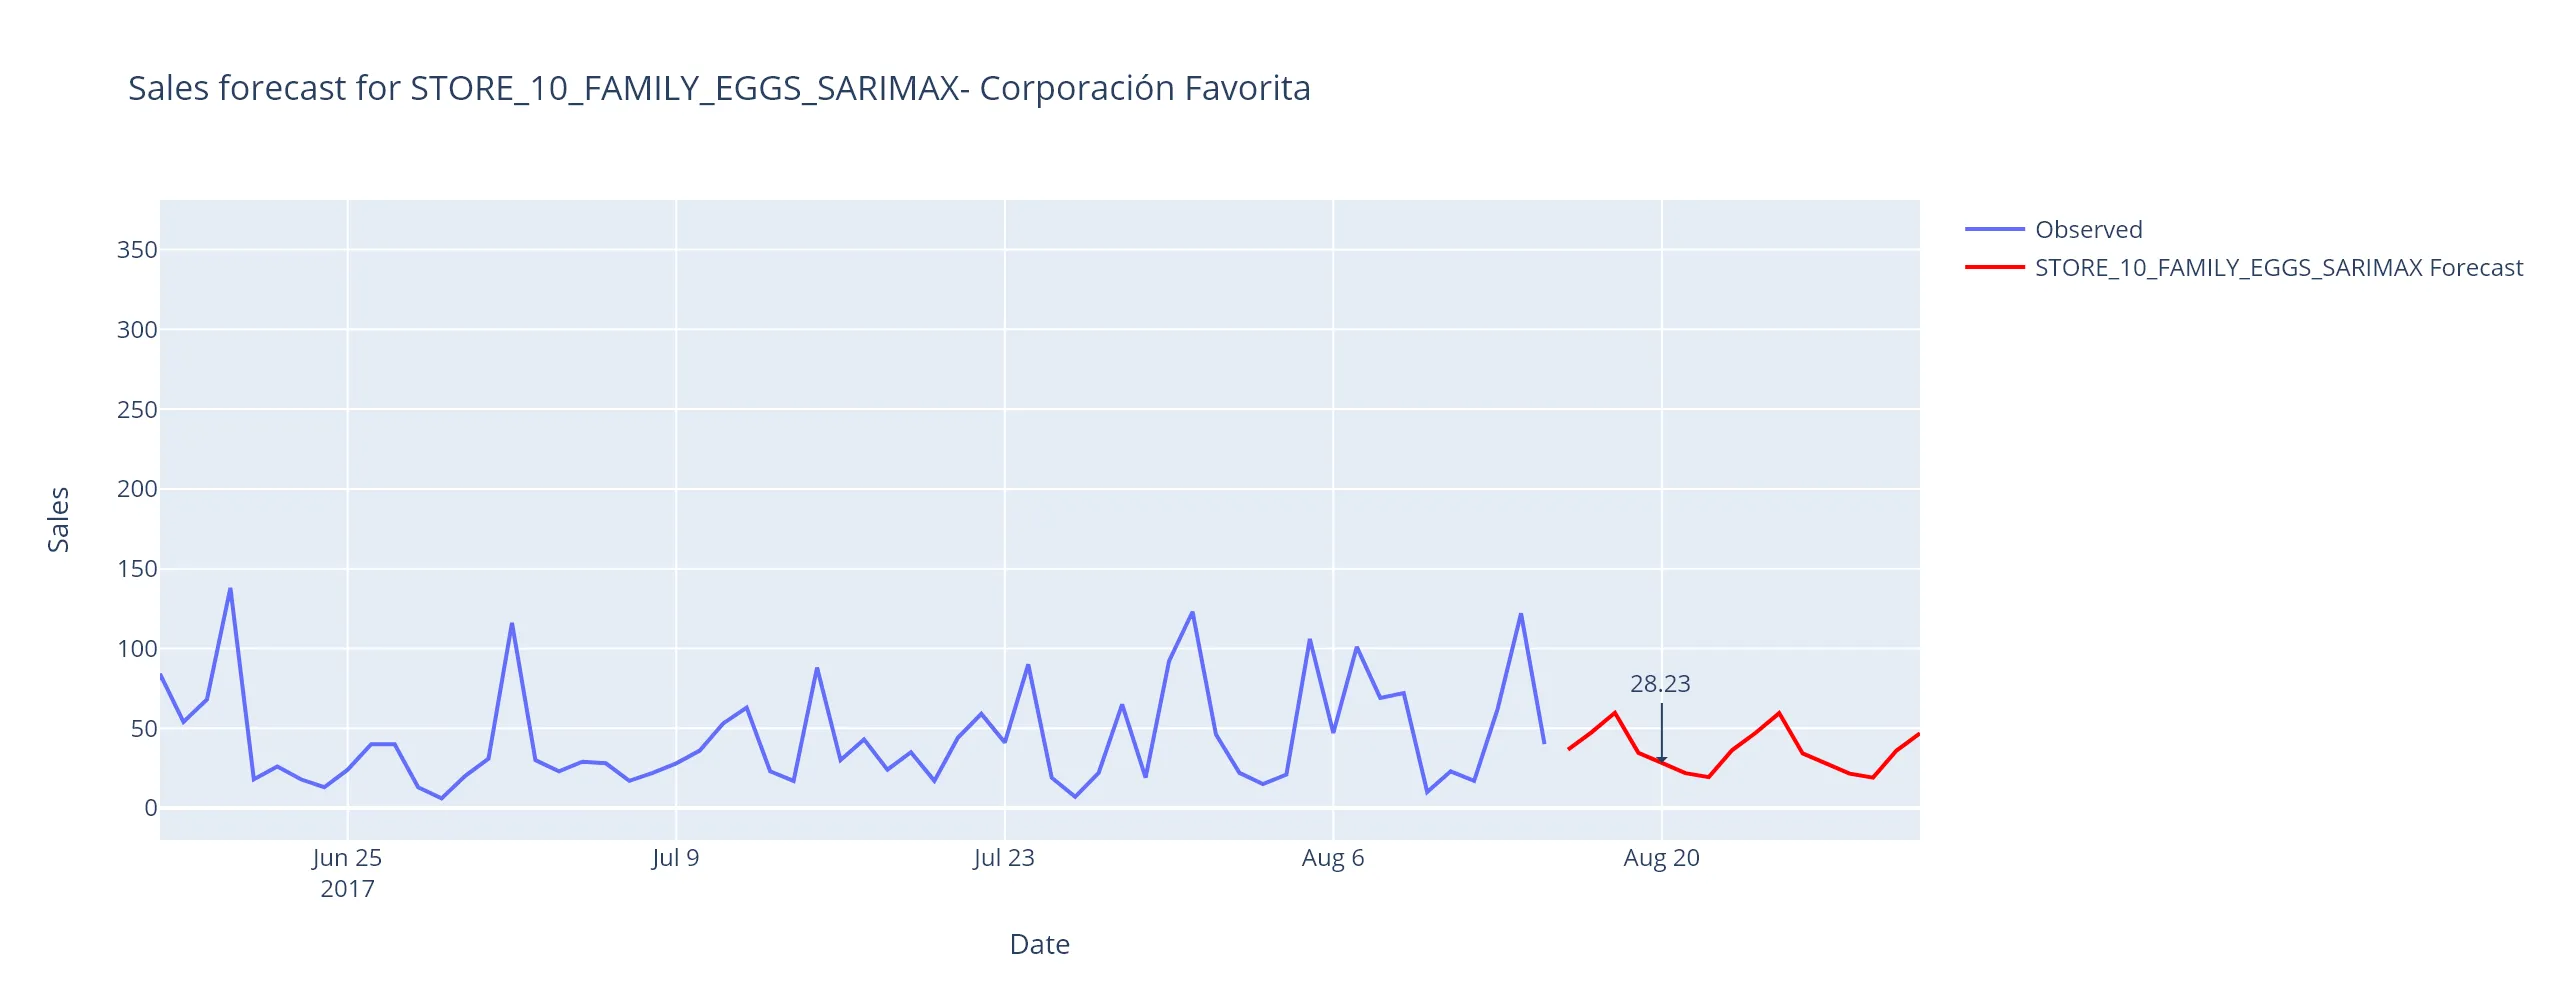 Sales forecast for STORE_10_FAMILY_EGGS_SARIMAX- Corporación Favorita
Observed
STORE_10_FAMILY_EGGS_SARIMAX Forecast
350
300
250
200
150
100
50
0
Sales
28.23
Jun 25
2017
Jul 9
Jul 23
Aug 6
Aug 20
Date